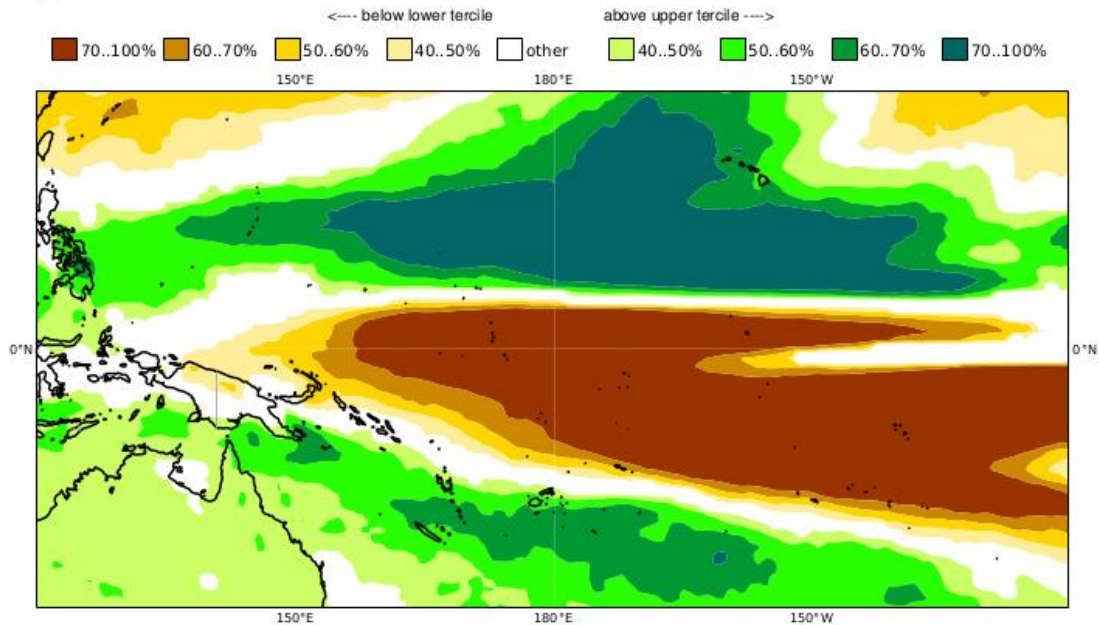 <---- below lower tercile above upper tercile ---->
70..100% 60..70% 50..60% 40..50% other 40..50% 50..60% 60..70% 70..100%
150°E 180°E 150°W
0°N 0°N
150°E 180°E 150°W